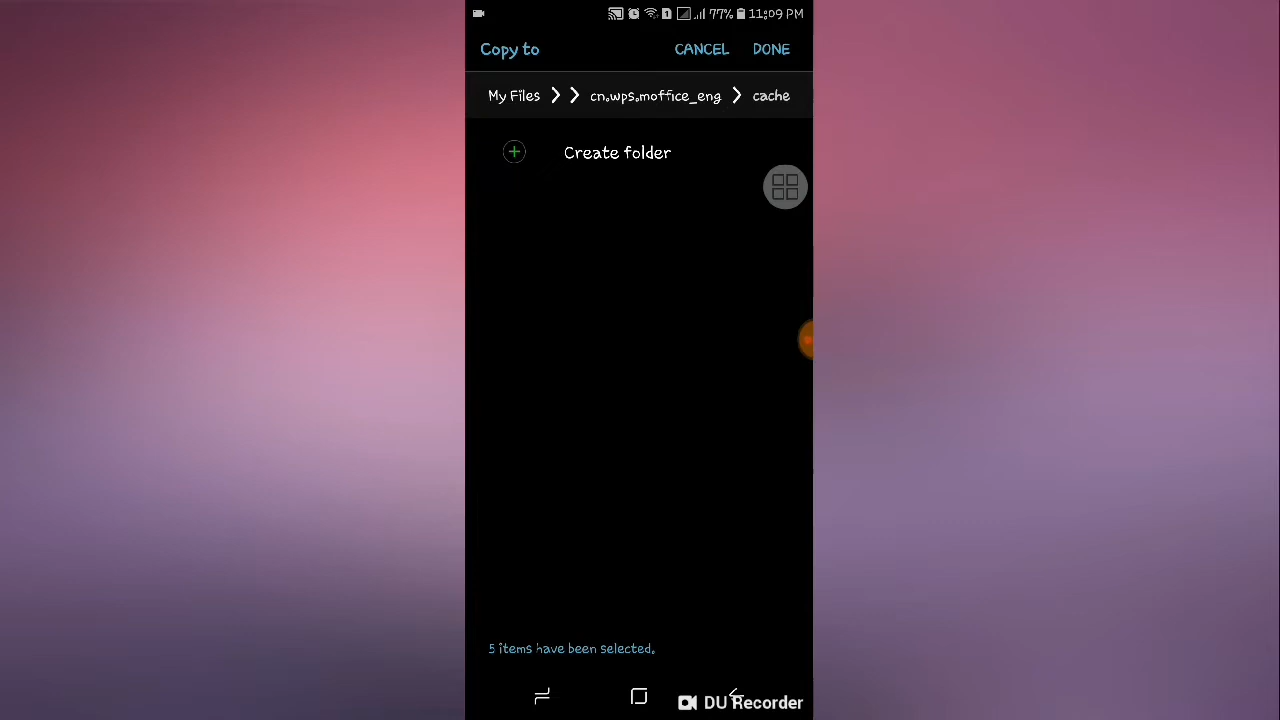 77% 11:09 PM
Copy to CANCEL DONE
My Files cn.wps.moffice_eng cache
Create folder
5 items have been selected.
DU Recorder